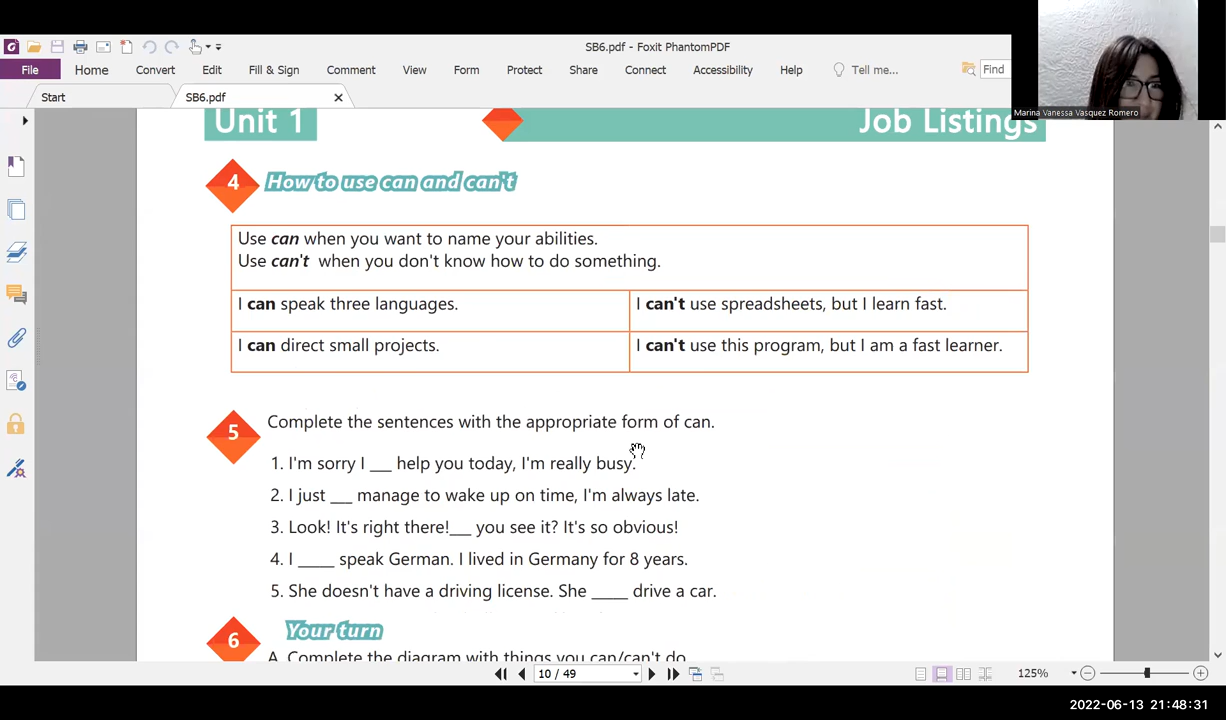 SB6.pdf - Foxit PhantomPDF
File Home Convert Edit Fill & Sign Comment View Form Protect Share Connect Accessibility Help Tell me... Find
Marina Vanessa Vasquez Romero
Start SB6.pdf
Unit 1 Job Listings
4 How to use can and can't
Use can when you want to name your abilities.
Use can't when you don't know how to do something.
I can speak three languages. I can't use spreadsheets, but I learn fast.
I can direct small projects. I can't use this program, but I am a fast learner.
5 Complete the sentences with the appropriate form of can.
1. I'm sorry I ___ help you today, I'm really busy.
2. I just ___ manage to wake up on time, I'm always late.
3. Look! It's right there!___ you see it? It's so obvious!
4. I _____ speak German. I lived in Germany for 8 years.
5. She doesn't have a driving license. She _____ drive a car.
6 Your turn
A. Complete the diagram with things you can/can't do
10 / 49 125%
2022-06-13 21:48:31